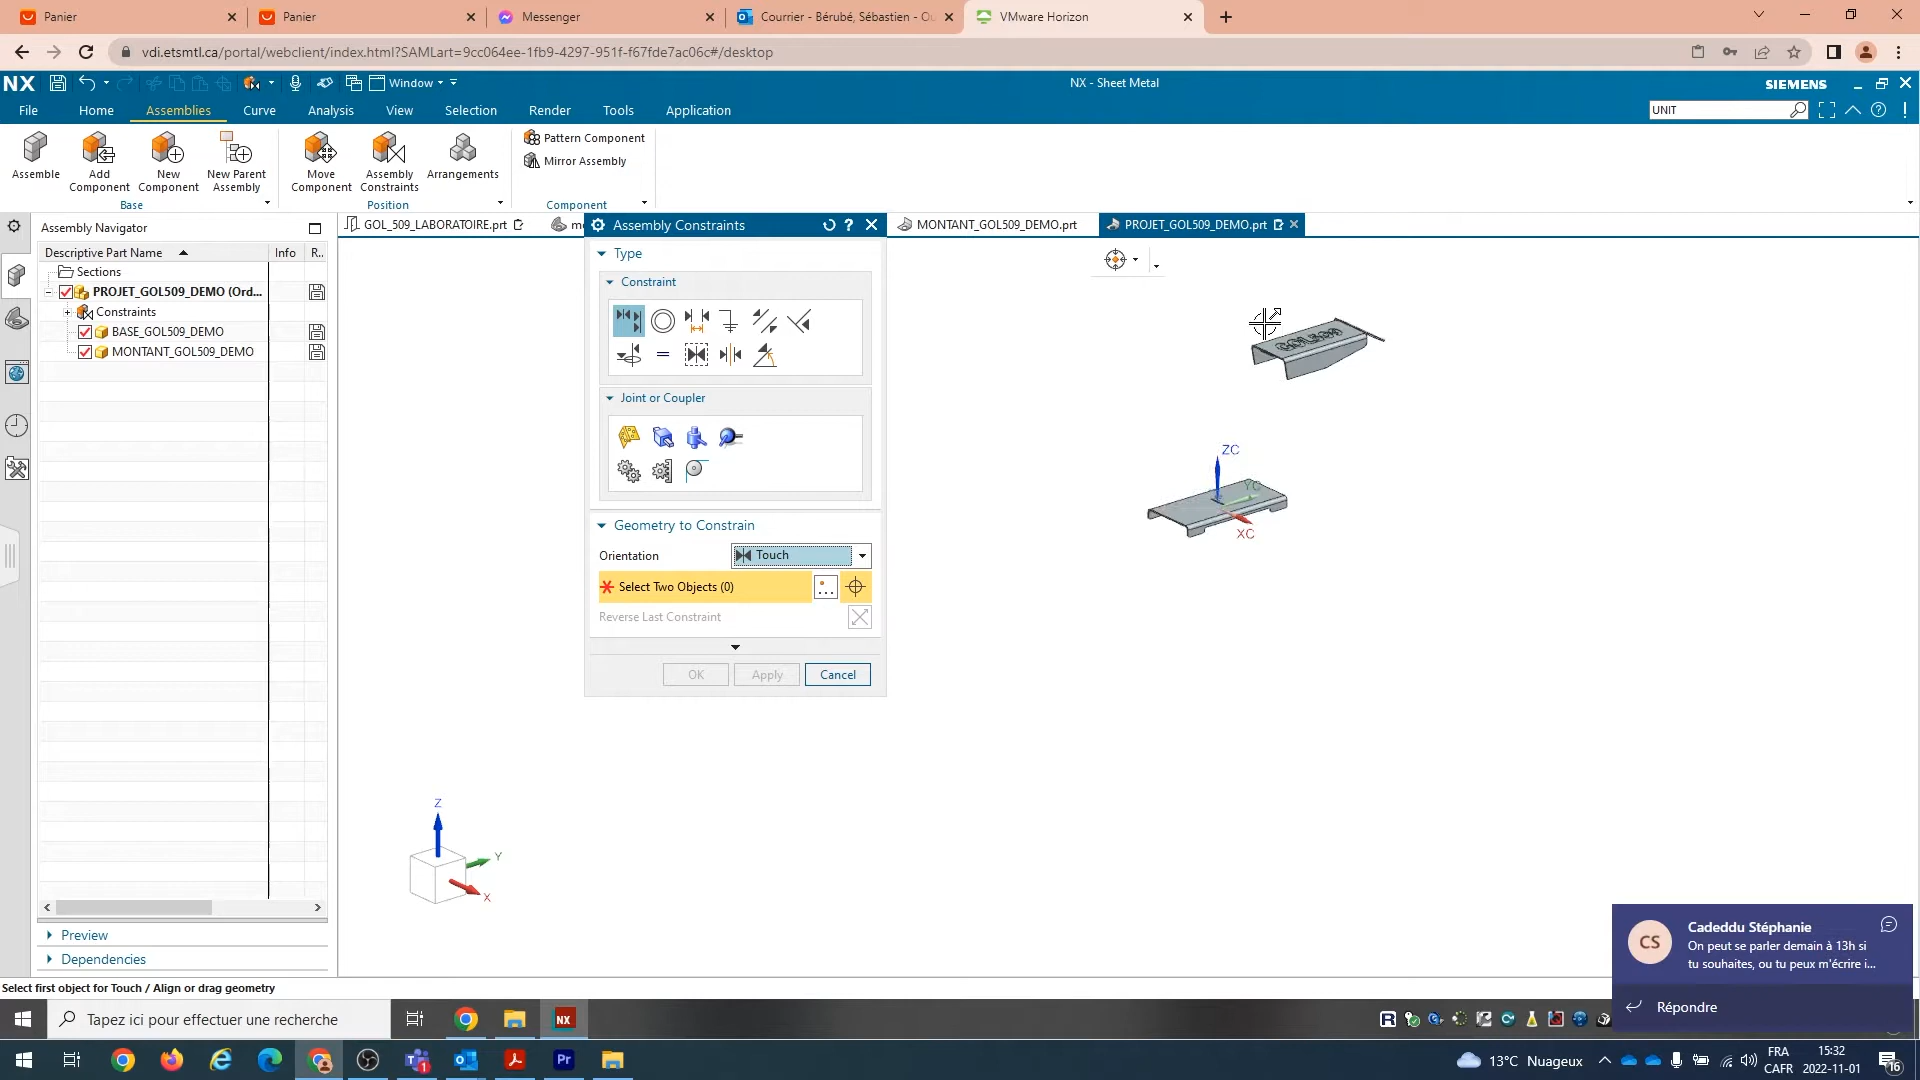 Panier
Panier
Messenger
Courrier - Bérubé, Sébastien - O
VMware Horizon
vdi.etsmtl.ca/portal/webclient/index.html?SAMLart=9cc064ee-1fb9-4297-951f-f67fde7ac06c#/desktop
NX
Window
NX - Sheet Metal
SIEMENS
File
Home
Assemblies
Curve
Analysis
View
Selection
Render
Tools
Application
UNIT
Assemble
Add Component
New Component
New Parent Assembly
Base
Move Component
Assembly Constraints
Arrangements
Position
Pattern Component
Mirror Assembly
Component
Assembly Navigator
GOL_509_LABORATOIRE.prt
Assembly Constraints
MONTANT_GOL509_DEMO.prt
PROJET_GOL509_DEMO.prt
Descriptive Part Name
Info
R..
Sections
PROJET_GOL509_DEMO (Ord...
Constraints
BASE_GOL509_DEMO
MONTANT_GOL509_DEMO
Type
Constraint
Joint or Coupler
Geometry to Constrain
Orientation
Touch
Select Two Objects (0)
Reverse Last Constraint
OK
Apply
Cancel
GOL509
ZC
YC
XC
Z
Y
X
Preview
Dependencies
Select first object for Touch / Align or drag geometry
CS
Cadeddu Stéphanie
On peut se parler demain à 13h si
tu souhaites, ou tu peux m'écrire i...
Répondre
Tapez ici pour effectuer une recherche
NX
Pr
13°C Nuageux
FRA
CAFR
15:32
2022-11-01
16